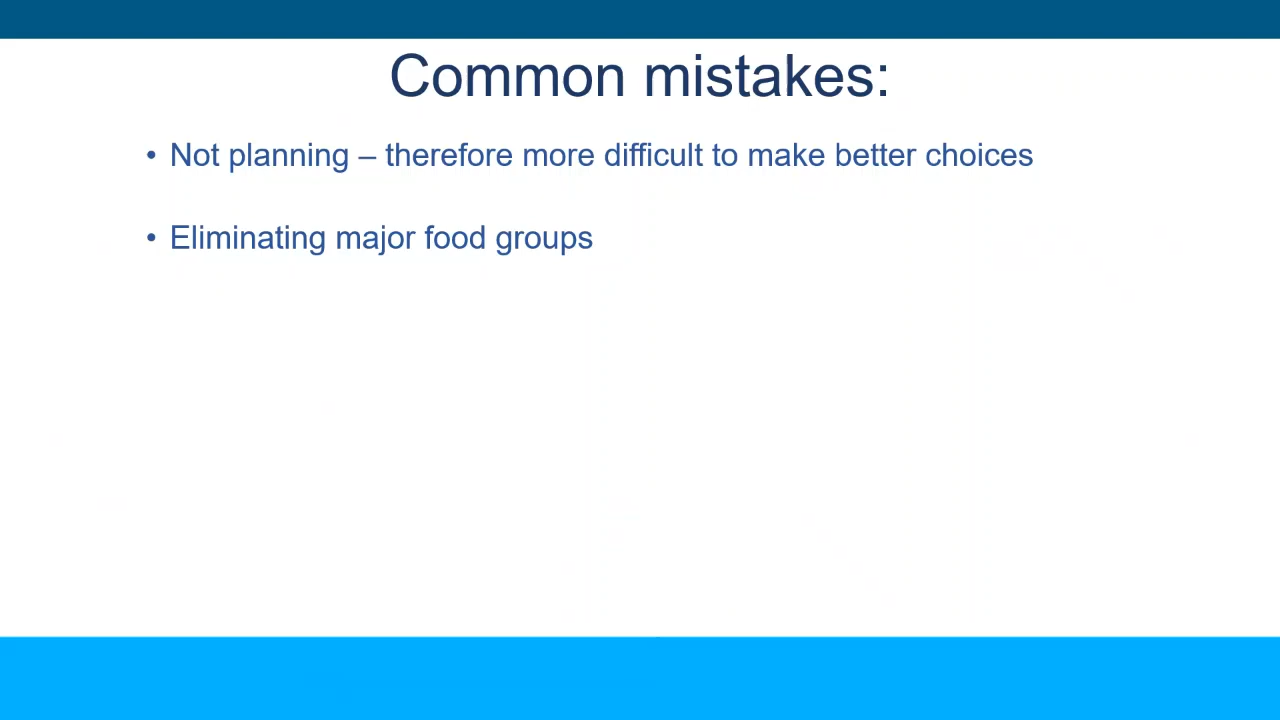 Common mistakes:
• Not planning – therefore more difficult to make better choices
• Eliminating major food groups